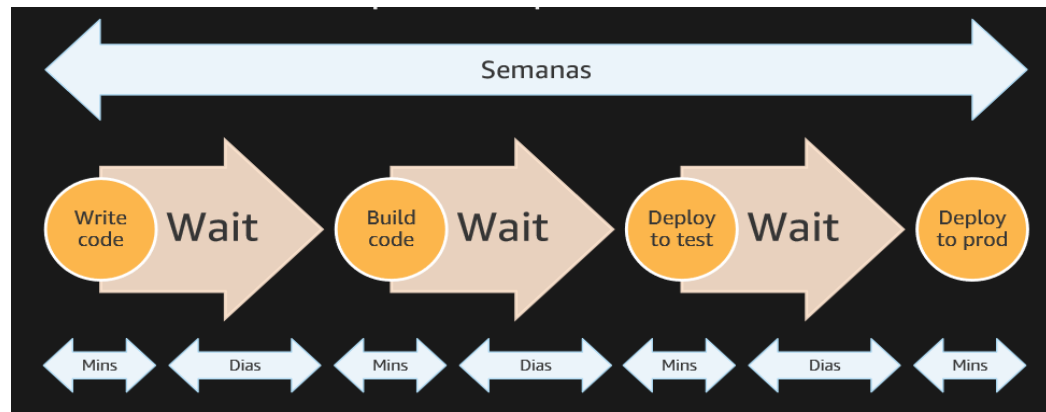 Semanas
Write
code
Wait
Build
code
Wait
Deploy
to test
Wait
Deploy
to prod
Mins
Dias
Mins
Dias
Mins
Dias
Mins